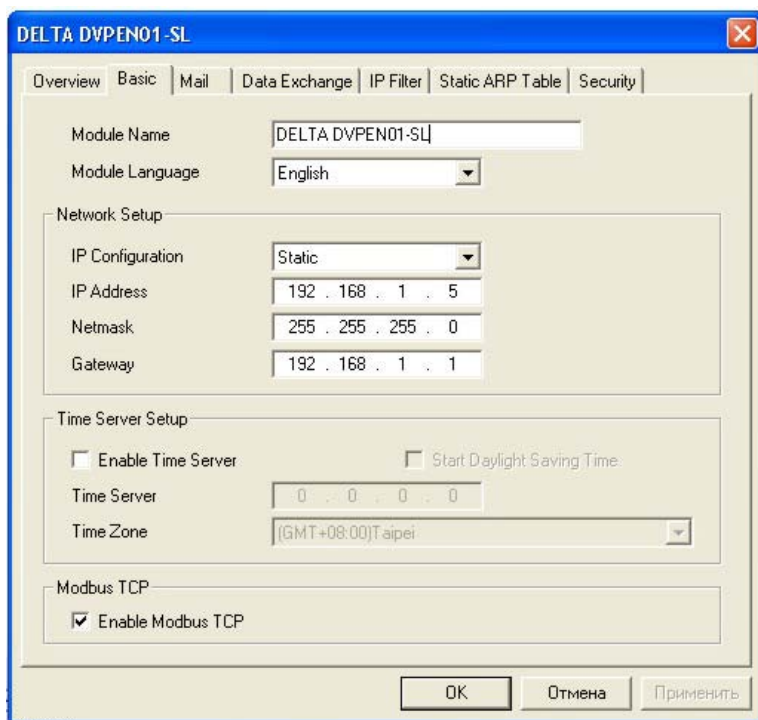 DELTA DVPEN01-SL
Overview Basic Mail Data Exchange IP Filter Static ARP Table Security
Module Name DELTA DVPEN01-SL
Module Language English
Network Setup
IP Configuration Static
IP Address 192 . 168 . 1 . 5
Netmask 255 . 255 . 255 . 0
Gateway 192 . 168 . 1 . 1
Time Server Setup
Enable Time Server Start Daylight Saving Time
Time Server 0 . 0 . 0 . 0
Time Zone (GMT+08:00)Taipei
Modbus TCP
Enable Modbus TCP
OK Отмена Применить